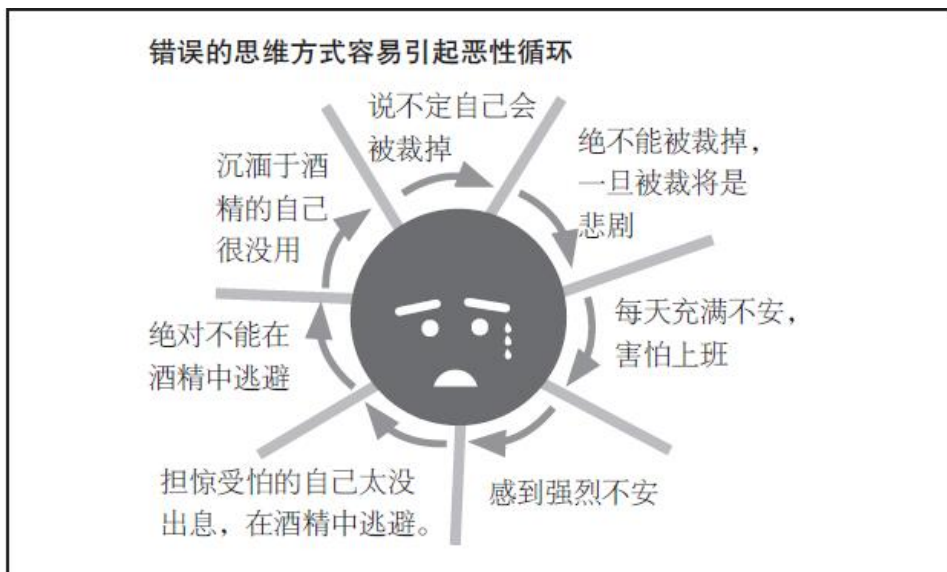 错误的思维方式容易引起恶性循环
说不定自己会
被裁掉
绝不能被裁掉，
一旦被裁将是
悲剧
每天充满不安，
害怕上班
感到强烈不安
担惊受怕的自己太没
出息，在酒精中逃避。
绝对不能在
酒精中逃避
沉湎于酒
精的自己
很没用